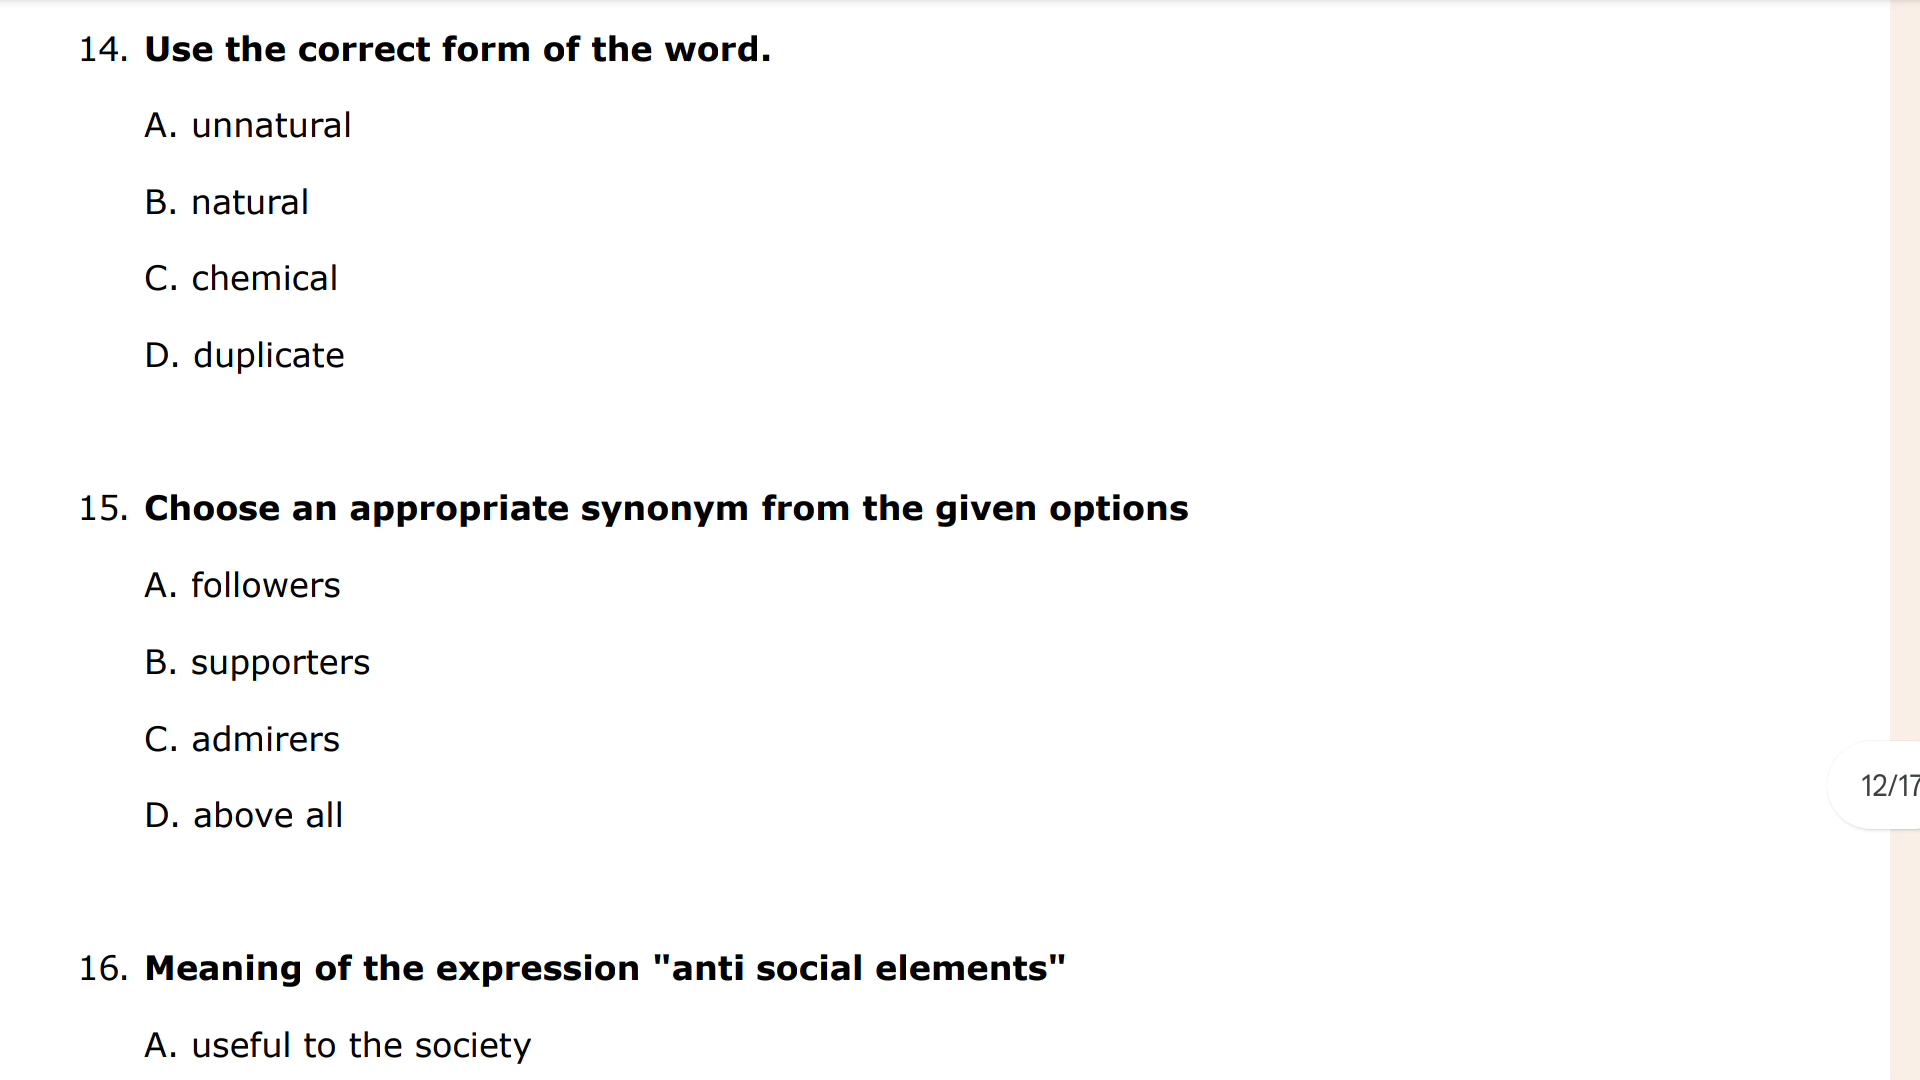 14. Use the correct form of the word.
A. unnatural
B. natural
C. chemical
D. duplicate
15. Choose an appropriate synonym from the given options
A. followers
B. supporters
C. admirers
12/17
D. above all
16. Meaning of the expression "anti social elements"
A. useful to the society